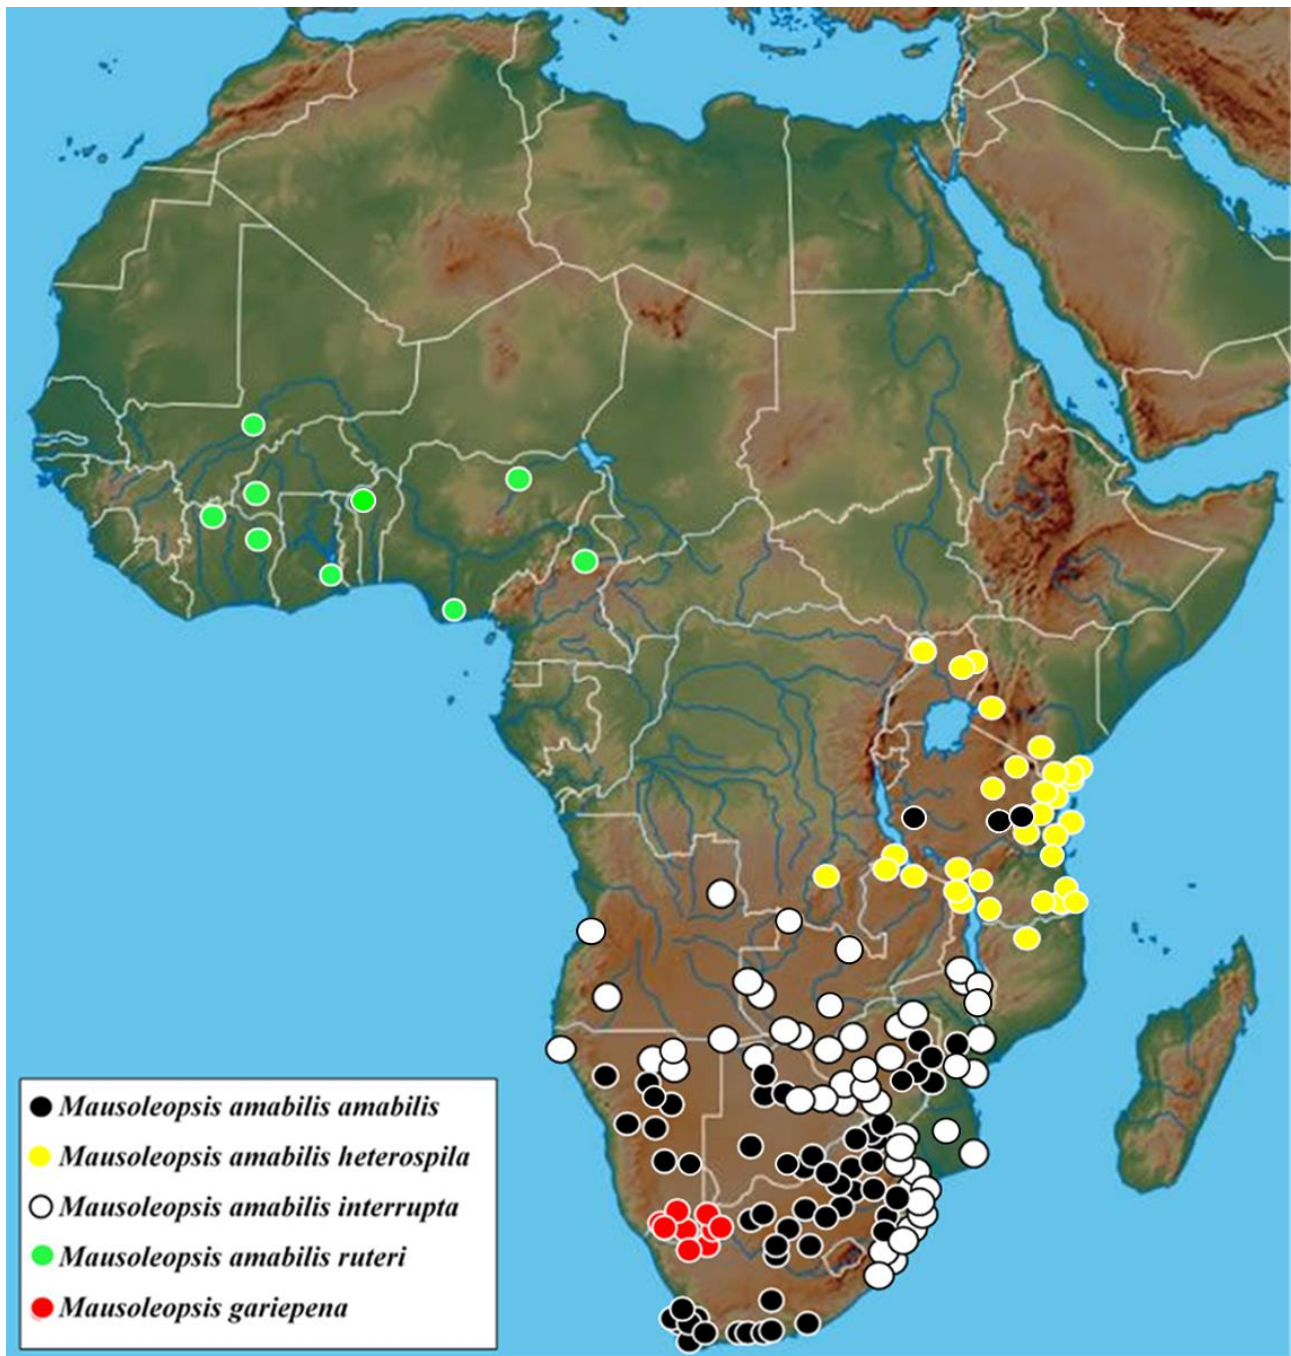 Mausoleopsis amabilis amabilis
Mausoleopsis amabilis heterospila
Mausoleopsis amabilis interrupta
Mausoleopsis amabilis ruteri
Mausoleopsis gariepena